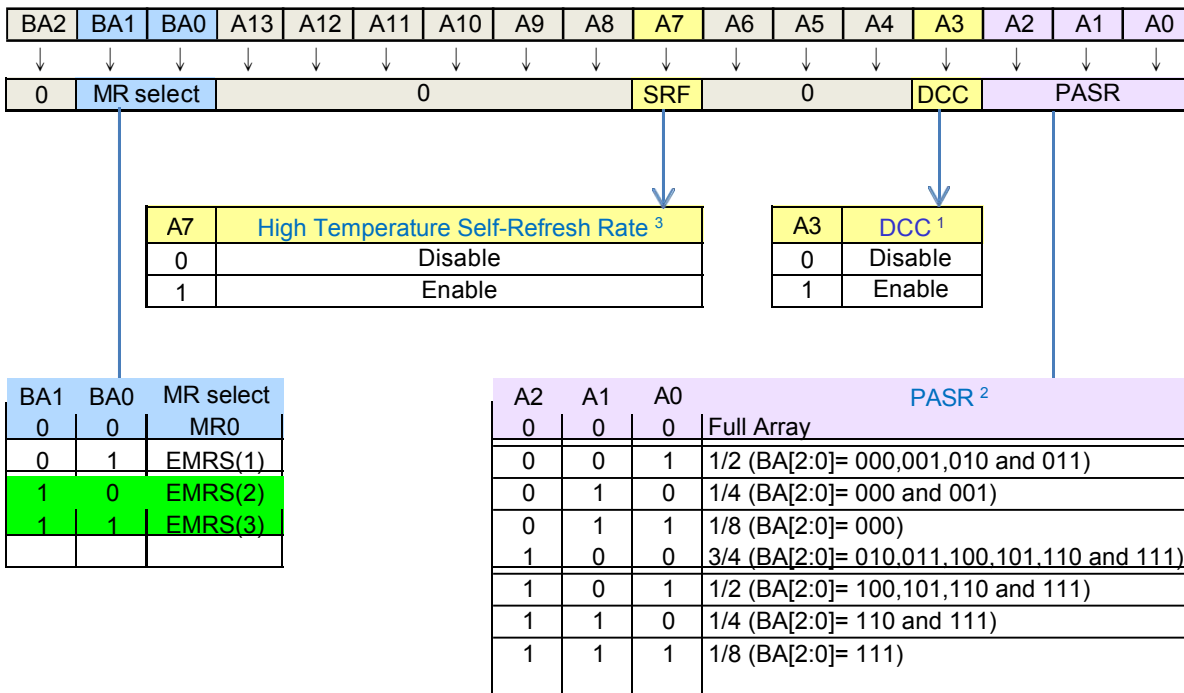 BA2 BA1 BA0 A13 A12 A11 A10 A9 A8 A7 A6 A5 A4 A3 A2 A1 A0
0 MR select 0 SRF 0 DCC PASR
A7 High Temperature Self-Refresh Rate 3
0 Disable
1 Enable
A3 DCC 1
0 Disable
1 Enable
BA1 BA0 MR select
0 0 MR0
0 1 EMRS(1)
1 0 EMRS(2)
1 1 EMRS(3)
A2 A1 A0 PASR 2
0 0 0 Full Array
0 0 1 1/2 (BA[2:0]= 000,001,010 and 011)
0 1 0 1/4 (BA[2:0]= 000 and 001)
0 1 1 1/8 (BA[2:0]= 000)
1 0 0 3/4 (BA[2:0]= 010,011,100,101,110 and 111)
1 0 1 1/2 (BA[2:0]= 100,101,110 and 111)
1 1 0 1/4 (BA[2:0]= 110 and 111)
1 1 1 1/8 (BA[2:0]= 111)